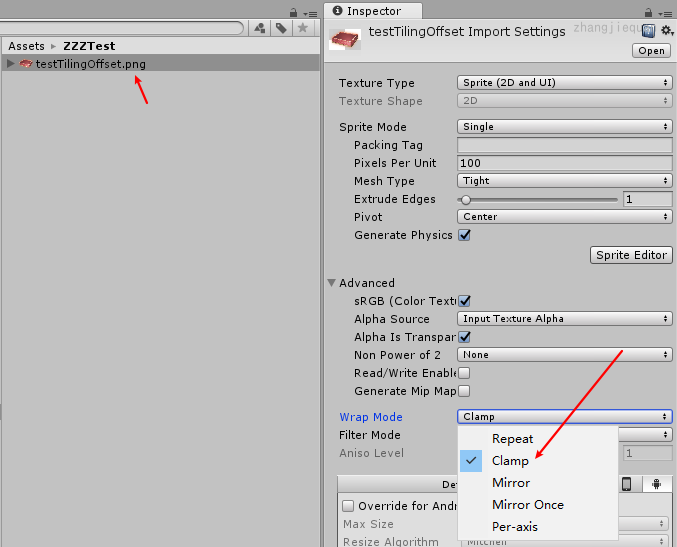 Inspector
Assets ▸ ZZZTest
testTilingOffset.png
testTilingOffset Import Settings
zhangjiequ
Open
Texture Type Sprite (2D and UI)
Texture Shape 2D
Sprite Mode Single
Packing Tag
Pixels Per Unit 100
Mesh Type Tight
Extrude Edges 1
Pivot Center
Generate Physics
Sprite Editor
Advanced
sRGB (Color Textu
Alpha Source Input Texture Alpha
Alpha Is Transpar
Non Power of 2 None
Read/Write Enable
Generate Mip Map
Wrap Mode Clamp
Filter Mode
Aniso Level 1
Repeat
Clamp
Mirror
Mirror Once
Per-axis
De
Override for Andr
Max Size
Resize Algorithm Mitchell